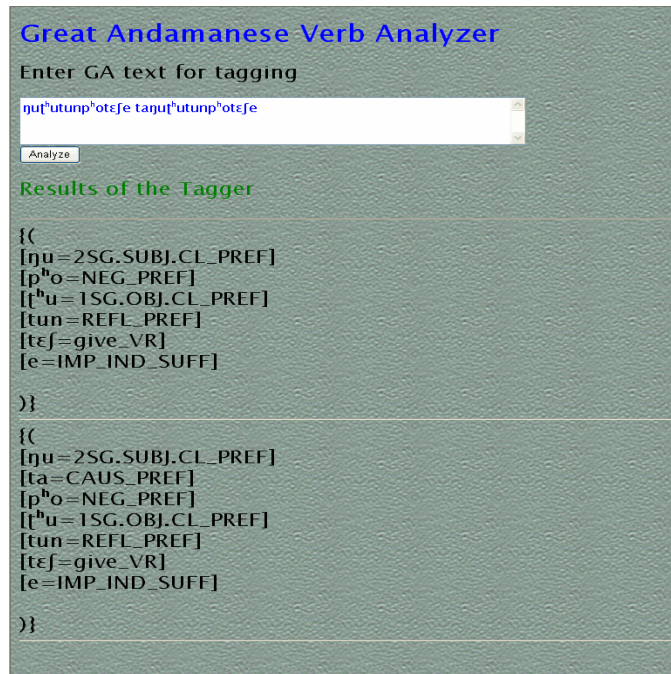 Great Andamanese Verb Analyzer
Enter GA text for tagging
ŋuʈʰutunpʰotɛʃe taŋuʈʰutunpʰotɛʃe
Analyze
Results of the Tagger
{(
[ŋu=2SG.SUBJ.CL_PREF]
[pʰo=NEG_PREF]
[ʈʰu=1SG.OBJ.CL_PREF]
[tun=REFL_PREF]
[tɛʃ=give_VR]
[e=IMP_IND_SUFF]
)}
{(
[ŋu=2SG.SUBJ.CL_PREF]
[ta=CAUS_PREF]
[pʰo=NEG_PREF]
[ʈʰu=1SG.OBJ.CL_PREF]
[tun=REFL_PREF]
[tɛʃ=give_VR]
[e=IMP_IND_SUFF]
)}